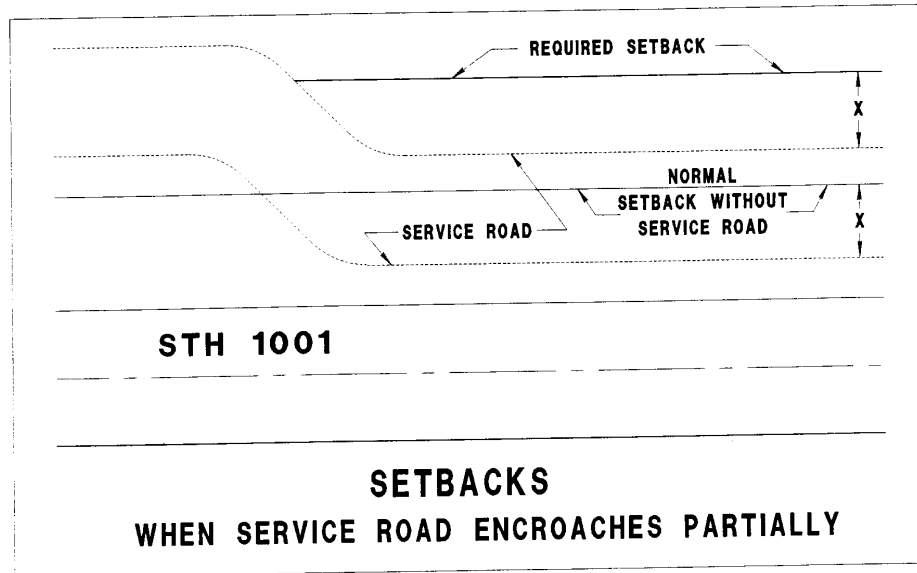 REQUIRED SETBACK
X
NORMAL
SETBACK WITHOUT
SERVICE ROAD
X
SERVICE ROAD
STH 1001
SETBACKS
WHEN SERVICE ROAD ENCROACHES PARTIALLY